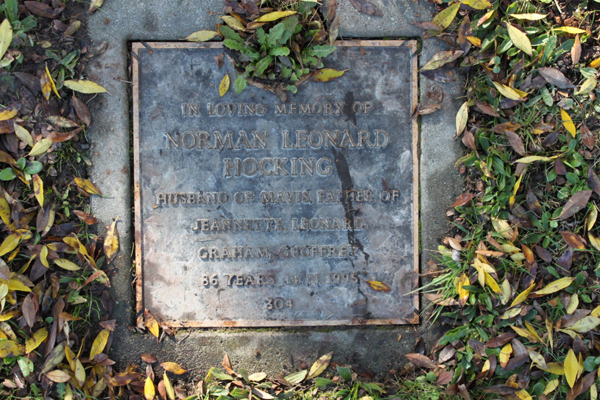 IN LOVING MEMORY OF
NORMAN LEONARD
HOCKING
HUSBAND OF MAVIS. FATHER OF
JEANNETTE, LEONARD,
GRAHAM, GEOFFREY
86 YEARS 1995
304